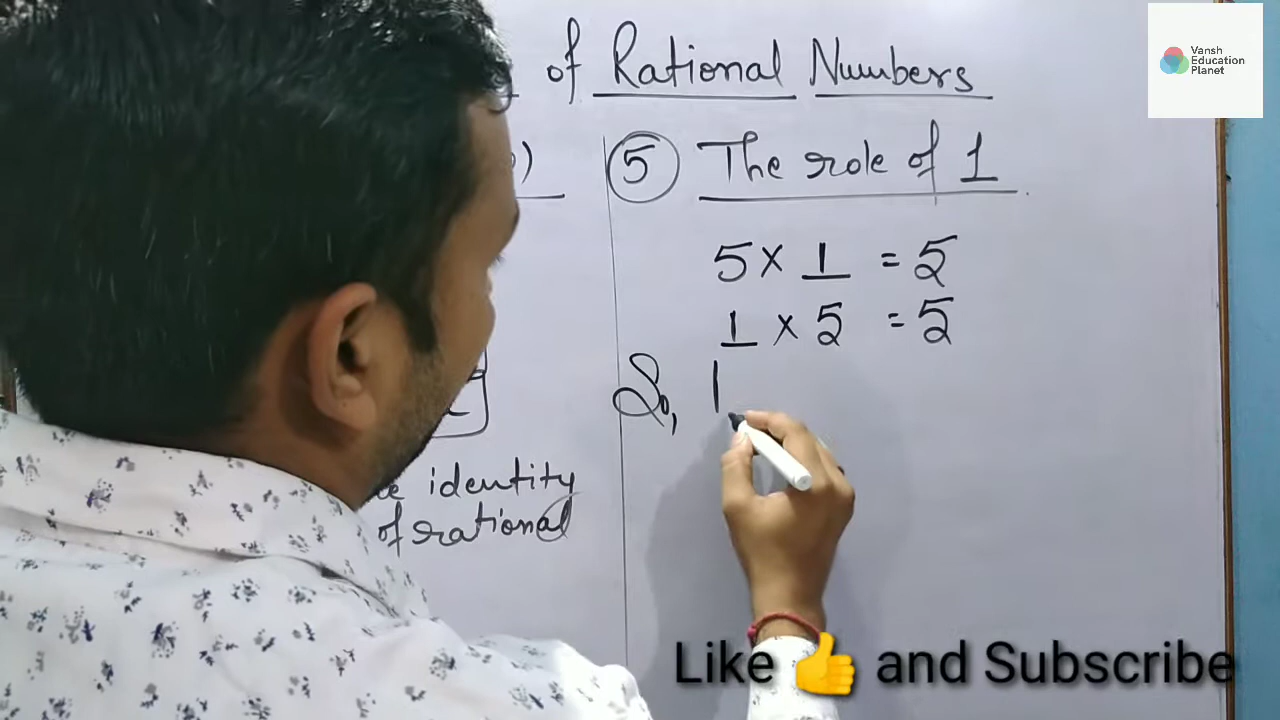 of Rational Numbers
Vansh
Education
Planet
)
5 The role of 1
5 × 1 = 5
1 × 5 = 5
So, 1
identity
of rational
Like 👍 and Subscribe